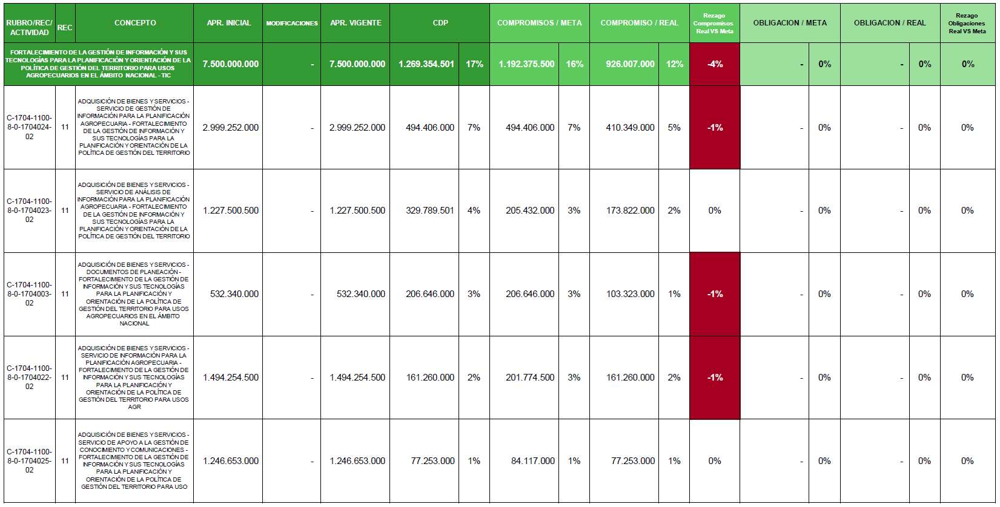 RUBRO/REC/
ACTIVIDAD
REC
CONCEPTO
APR. INICIAL
MODIFICACIONES
APR. VIGENTE
CDP
COMPROMISOS / META
COMPROMISO / REAL
Rezago
Compromisos
Real VS Meta
OBLIGACION / META
OBLIGACION / REAL
Rezago
Obligaciones
Real VS Meta
FORTALECIMIENTO DE LA GESTIÓN DE INFORMACIÓN Y SUS
TECNOLOGÍAS PARA LA PLANIFICACIÓN Y ORIENTACIÓN DE LA
POLÍTICA DE GESTIÓN DEL TERRITORIO PARA USOS
AGROPECUARIOS EN EL ÁMBITO NACIONAL - TIC
7.500.000.000 - 7.500.000.000 1.269.354.501 17% 1.192.375.500 16% 926.007.000 12% -4% - 0% - 0% 0%
C-1704-1100-
8-0-1704024-
02
11
ADQUISICIÓN DE BIENES Y SERVICIOS -
SERVICIO DE GESTIÓN DE
INFORMACIÓN PARA LA PLANIFICACIÓN
AGROPECUARIA - FORTALECIMIENTO
DE LA GESTIÓN DE INFORMACIÓN Y
SUS TECNOLOGÍAS PARA LA
PLANIFICACIÓN Y ORIENTACIÓN DE LA
POLÍTICA DE GESTIÓN DEL TERRITORIO
2.999.252.000 - 2.999.252.000 494.406.000 7% 494.406.000 7% 410.349.000 5% -1% - 0% - 0% 0%
C-1704-1100-
8-0-1704023-
02
11
ADQUISICIÓN DE BIENES Y SERVICIOS -
SERVICIO DE ANÁLISIS DE
INFORMACIÓN PARA LA PLANIFICACIÓN
AGROPECUARIA - FORTALECIMIENTO
DE LA GESTIÓN DE INFORMACIÓN Y
SUS TECNOLOGÍAS PARA LA
PLANIFICACIÓN Y ORIENTACIÓN DE LA
POLÍTICA DE GESTIÓN DEL TERRITORIO
1.227.500.500 - 1.227.500.500 329.789.501 4% 205.432.000 3% 173.822.000 2% 0% - 0% - 0% 0%
C-1704-1100-
8-0-1704003-
02
11
ADQUISICIÓN DE BIENES Y SERVICIOS -
DOCUMENTOS DE PLANEACIÓN -
FORTALECIMIENTO DE LA GESTIÓN DE
INFORMACIÓN Y SUS TECNOLOGÍAS
PARA LA PLANIFICACIÓN Y
ORIENTACIÓN DE LA POLÍTICA DE
GESTIÓN DEL TERRITORIO PARA USOS
AGROPECUARIOS EN EL ÁMBITO
NACIONAL
532.340.000 - 532.340.000 206.646.000 3% 206.646.000 3% 103.323.000 1% -1% - 0% - 0% 0%
C-1704-1100-
8-0-1704022-
02
11
ADQUISICIÓN DE BIENES Y SERVICIOS -
SERVICIO DE INFORMACIÓN PARA LA
PLANIFICACIÓN AGROPECUARIA -
FORTALECIMIENTO DE LA GESTIÓN DE
INFORMACIÓN Y SUS TECNOLOGÍAS
PARA LA PLANIFICACIÓN Y
ORIENTACIÓN DE LA POLÍTICA DE
GESTIÓN DEL TERRITORIO PARA USOS
AGR
1.494.254.500 - 1.494.254.500 161.260.000 2% 201.774.500 3% 161.260.000 2% -1% - 0% - 0% 0%
C-1704-1100-
8-0-1704025-
02
11
ADQUISICIÓN DE BIENES Y SERVICIOS -
SERVICIO DE APOYO A LA GESTIÓN DE
CONOCIMIENTO Y COMUNICACIONES -
FORTALECIMIENTO DE LA GESTIÓN DE
INFORMACIÓN Y SUS TECNOLOGÍAS
PARA LA PLANIFICACIÓN Y
ORIENTACIÓN DE LA POLÍTICA DE
GESTIÓN DEL TERRITORIO PARA USO
1.246.653.000 - 1.246.653.000 77.253.000 1% 84.117.000 1% 77.253.000 1% 0% - 0% - 0% 0%